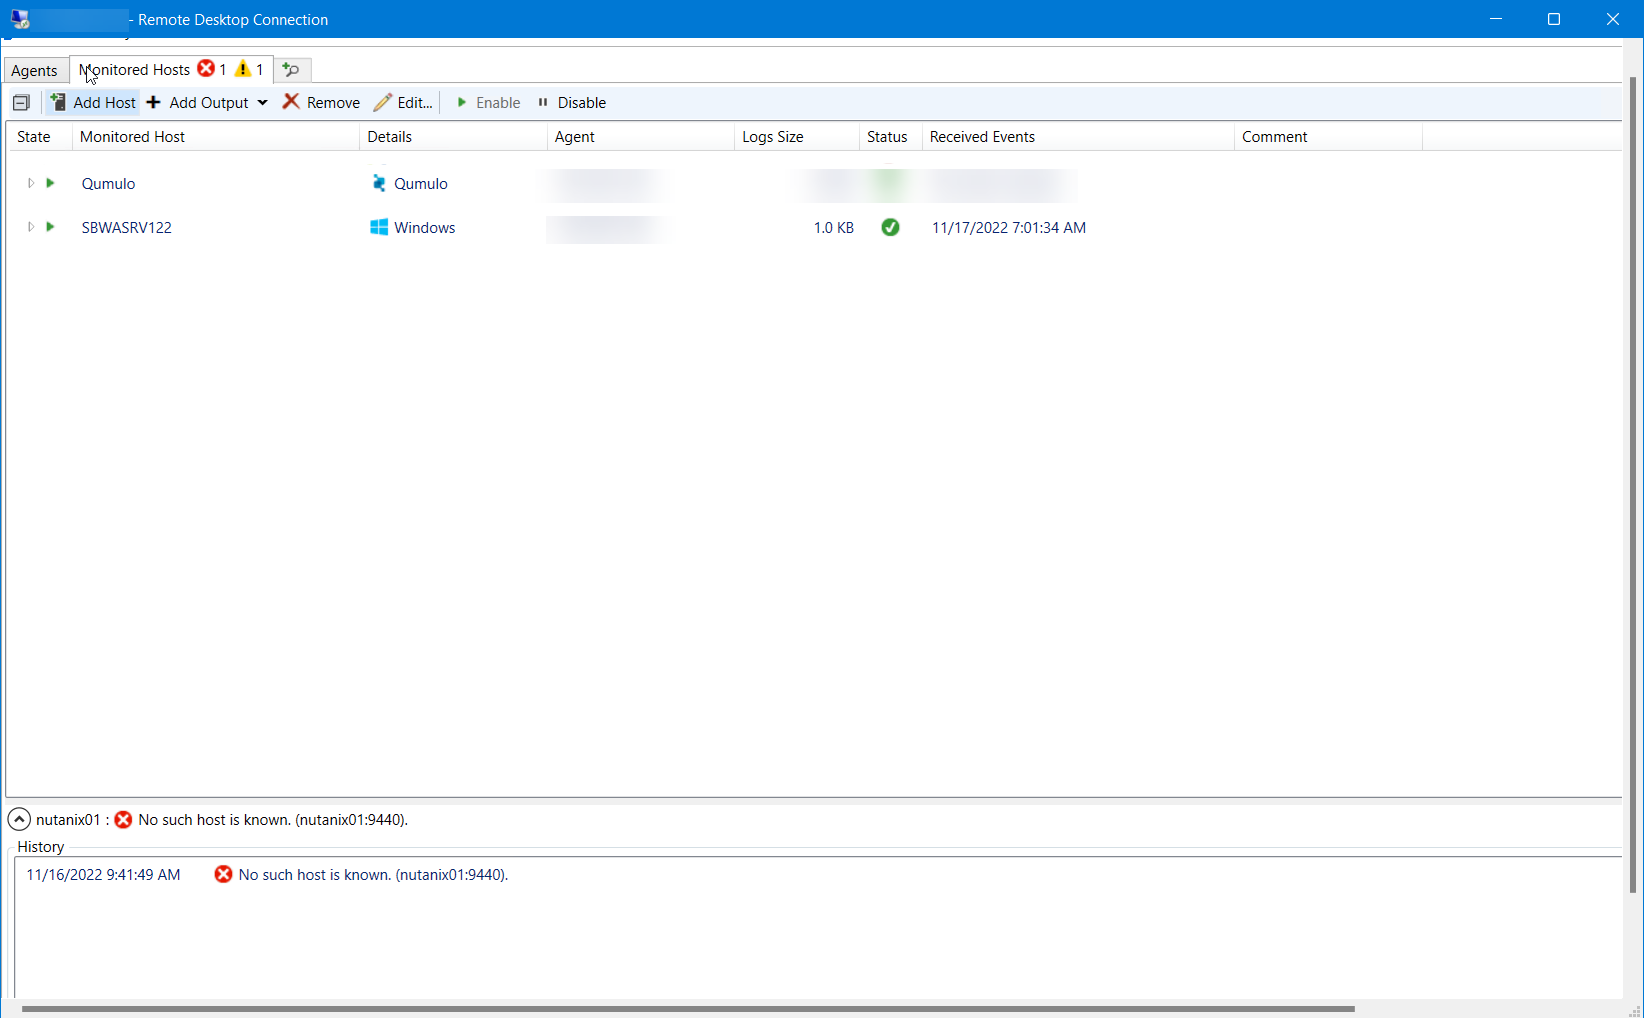 - Remote Desktop Connection
Agents Monitored Hosts 1 1
Add Host Add Output Remove Edit... Enable Disable
State Monitored Host Details Agent Logs Size Status Received Events Comment
Qumulo Qumulo
SBWASRV122 Windows 1.0 KB 11/17/2022 7:01:34 AM
nutanix01 : No such host is known. (nutanix01:9440).
History
11/16/2022 9:41:49 AM No such host is known. (nutanix01:9440).